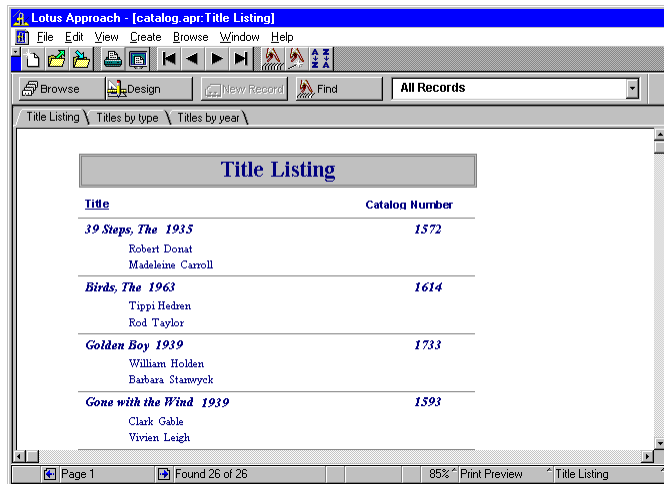 Lotus Approach - [catalog.apr:Title Listing]
File Edit View Create Browse Window Help
Browse Design New Record Find All Records
Title Listing Titles by type Titles by year
Title Listing
Title Catalog Number
39 Steps, The 1935 1572
Robert Donat
Madeleine Carroll
Birds, The 1963 1614
Tippi Hedren
Rod Taylor
Golden Boy 1939 1733
William Holden
Barbara Stanwyck
Gone with the Wind 1939 1593
Clark Gable
Vivien Leigh
Page 1 Found 26 of 26 85% Print Preview Title Listing